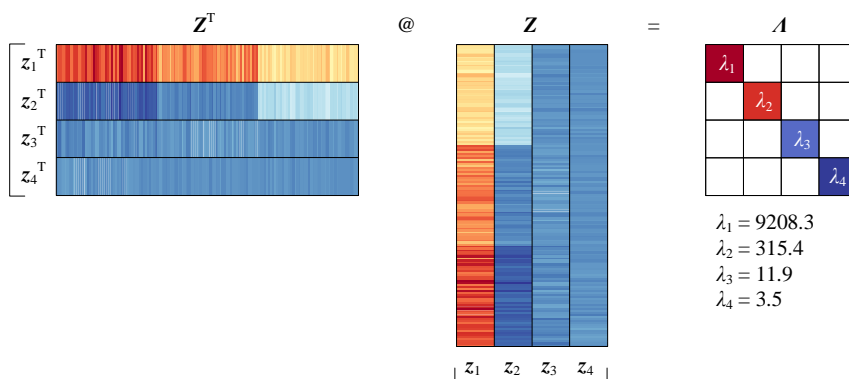 Zᵀ @ Z = Λ
z₁ᵀ
z₂ᵀ
z₃ᵀ
z₄ᵀ
λ₁
λ₂
λ₃
λ₄
λ₁ = 9208.3
λ₂ = 315.4
λ₃ = 11.9
λ₄ = 3.5
z₁ z₂ z₃ z₄